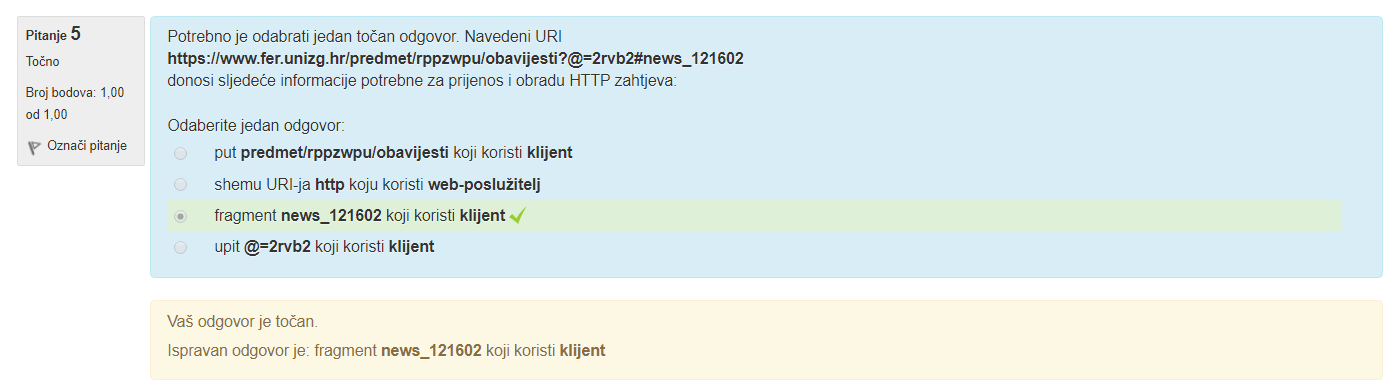 Pitanje 5
Točno
Broj bodova: 1,00
od 1,00
Označi pitanje
Potrebno je odabrati jedan točan odgovor. Navedeni URI
https://www.fer.unizg.hr/predmet/rppzwpu/obavijesti?@=2rvb2#news_121602
donosi sljedeće informacije potrebne za prijenos i obradu HTTP zahtjeva:
Odaberite jedan odgovor:
put predmet/rppzwpu/obavijesti koji koristi klijent
shemu URI-ja http koju koristi web-poslužitelj
fragment news_121602 koji koristi klijent
upit @=2rvb2 koji koristi klijent
Vaš odgovor je točan.
Ispravan odgovor je: fragment news_121602 koji koristi klijent